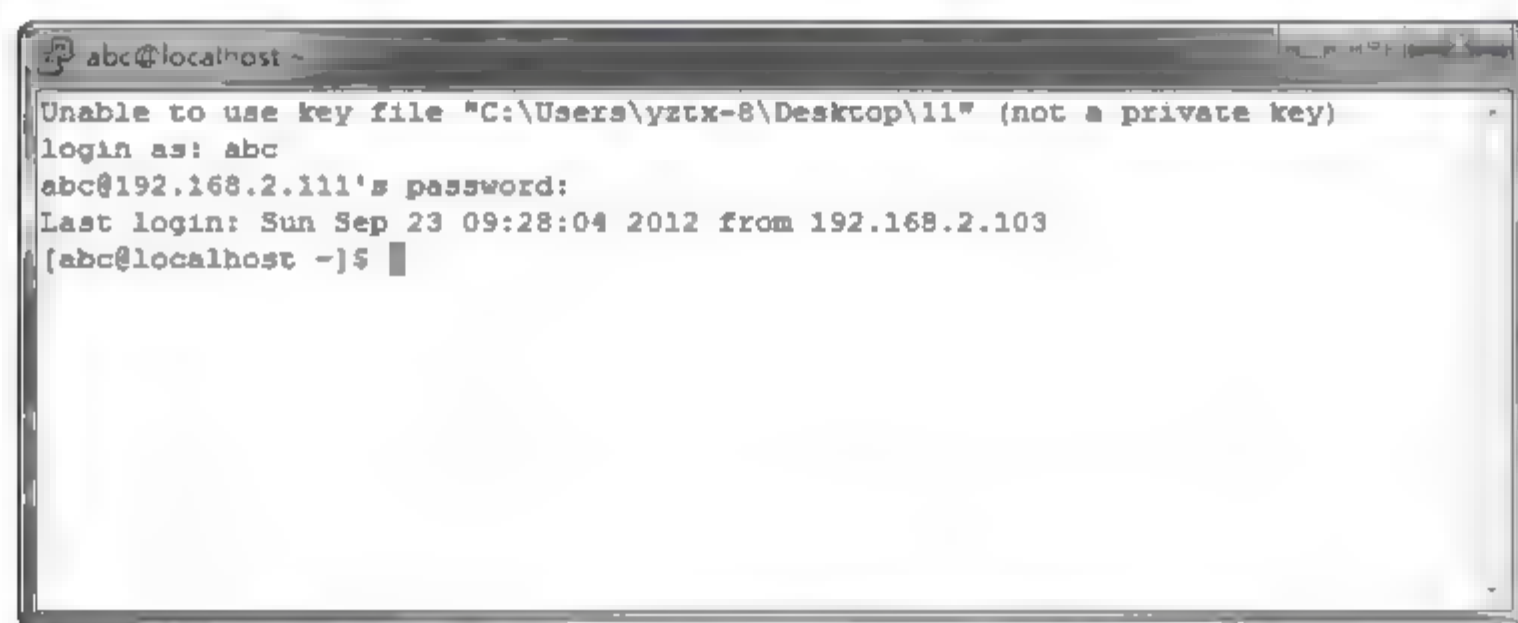 abc@localhost ~
Unable to use key file "C:\Users\yztx-8\Desktop\11" (not a private key)
login as: abc
abc@192.168.2.111's password:
Last login: Sun Sep 23 09:28:04 2012 from 192.168.2.103
[abc@localhost ~]$